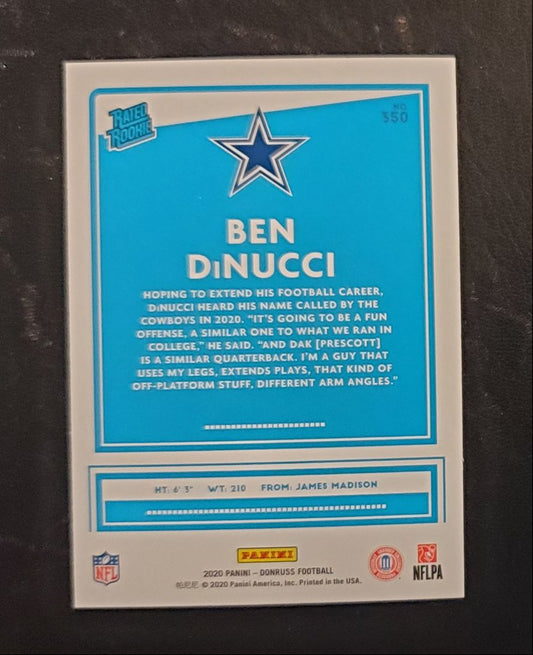 RATED
ROOKIE
NO.
350
BEN
DiNUCCI
HOPING TO EXTEND HIS FOOTBALL CAREER,
DiNUCCI HEARD HIS NAME CALLED BY THE
COWBOYS IN 2020. "IT'S GOING TO BE A FUN
OFFENSE, A SIMILAR ONE TO WHAT WE RAN IN
COLLEGE," HE SAID. "AND DAK [PRESCOTT]
IS A SIMILAR QUARTERBACK. I'M A GUY THAT
USES MY LEGS, EXTENDS PLAYS, THAT KIND OF
OFF-PLATFORM STUFF, DIFFERENT ARM ANGLES."
HT: 6' 3" WT: 210 FROM: JAMES MADISON
NFL
PANINI
NFLPA
2020 PANINI – DONRUSS FOOTBALL
© 2020 Panini America, Inc. Printed in the USA.